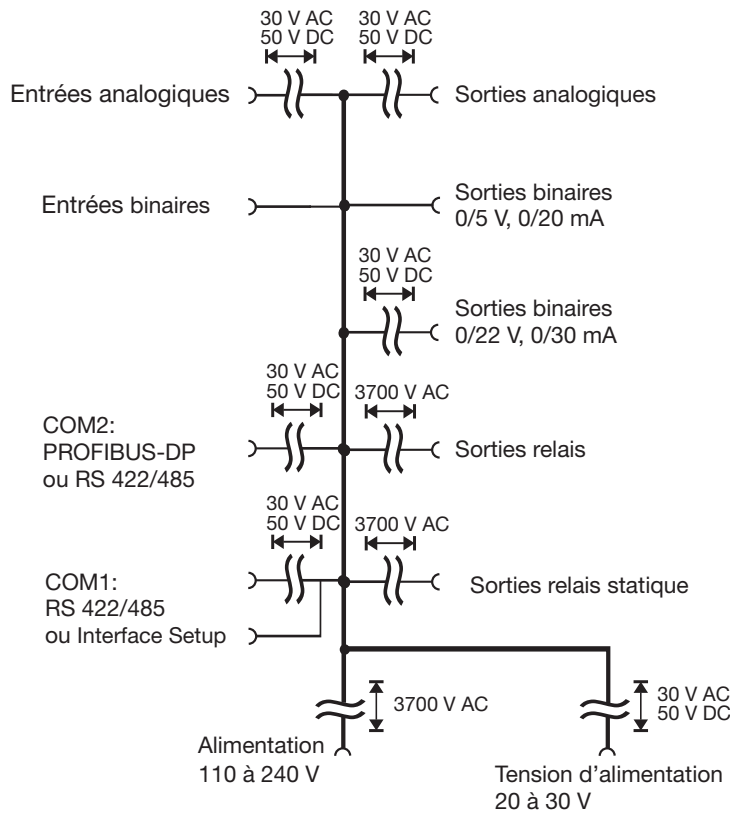 30 V AC
50 V DC
30 V AC
50 V DC
Entrées analogiques
Sorties analogiques
Entrées binaires
Sorties binaires
0/5 V, 0/20 mA
30 V AC
50 V DC
Sorties binaires
0/22 V, 0/30 mA
30 V AC
50 V DC
3700 V AC
COM2:
PROFIBUS-DP
ou RS 422/485
Sorties relais
30 V AC
50 V DC
3700 V AC
COM1:
RS 422/485
ou Interface Setup
Sorties relais statique
3700 V AC
30 V AC
50 V DC
Alimentation
110 à 240 V
Tension d'alimentation
20 à 30 V